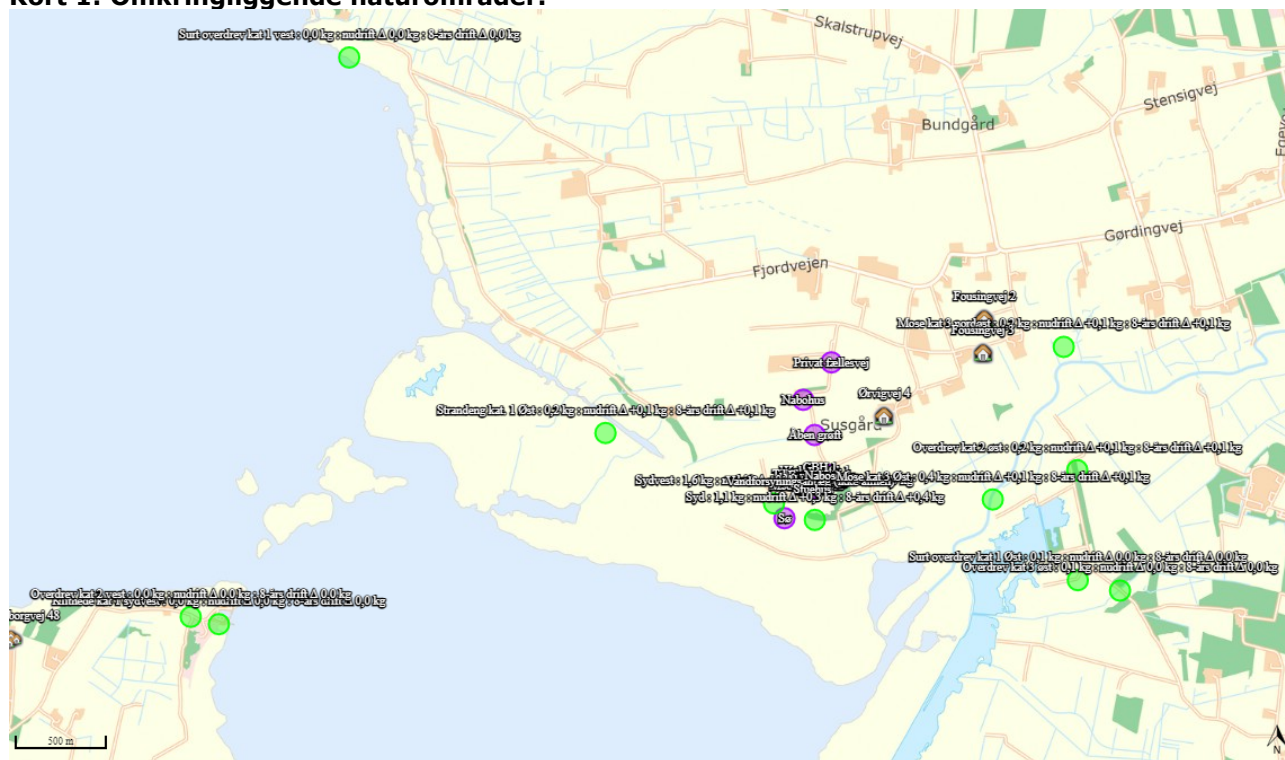 Kort 1: Omkringliggende naturområder:
Surt overdrev kat 1 vest : 0,0 kg : nudrift Δ 0,0 kg : 8-års drift Δ 0,0 kg
Skalstrupvej
Stensigvej
Bundgård
Gørdingvej
Fjordvejen
Fousingvej 2
Mose kat 3 nordøst : 0,2 kg : nudrift Δ +0,1 kg : 8-års drift Δ +0,1 kg
Fousingvej 3
Privat fællesvej
Nabohus
Ørvigvej 4
Strandeng kat. 1 Øst : 0,2 kg : nudrift Δ +0,1 kg : 8-års drift Δ +0,1 kg
Susgård
Åben grøft
Overdrev kat 2 øst : 0,2 kg : nudrift Δ +0,1 kg : 8-års drift Δ +0,1 kg
Sydvest : 1,6 kg
Mose kat 3 Øst : 0,4 kg : nudrift Δ +0,1 kg : 8-års drift Δ +0,1 kg
Stuehus
Syd : 1,1 kg : nudrift Δ +0,3 kg : 8-års drift Δ +0,4 kg
Sø
Surt overdrev kat 1 Øst : 0,1 kg : nudrift Δ 0,0 kg : 8-års drift Δ 0,0 kg
Overdrev kat 3 øst : 0,1 kg : nudrift Δ 0,0 kg : 8-års drift Δ 0,0 kg
Overdrev kat 2 vest : 0,0 kg : nudrift Δ 0,0 kg : 8-års drift Δ 0,0 kg
borgvej 48
500 m
N